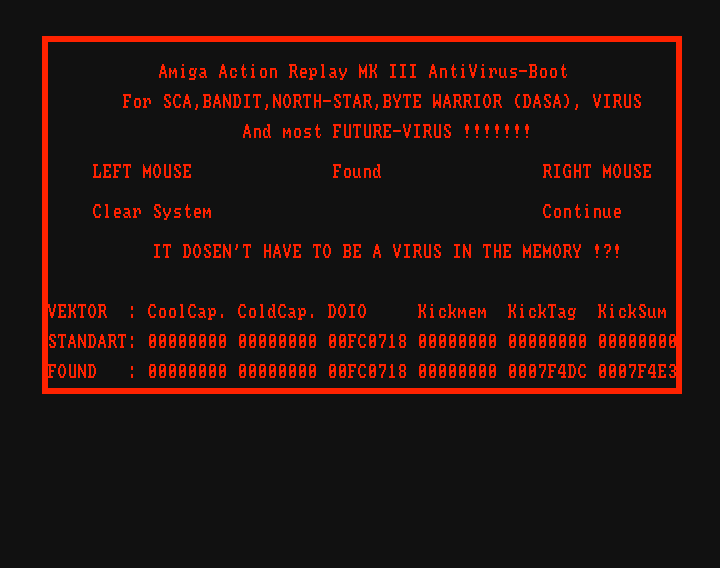 Amiga Action Replay MK III AntiVirus-Boot
For SCA,BANDIT,NORTH-STAR,BYTE WARRIOR (DASA), VIRUS
And most FUTURE-VIRUS !!!!!!!
LEFT MOUSE Found RIGHT MOUSE
Clear System Continue
IT DOSEN'T HAVE TO BE A VIRUS IN THE MEMORY !?!
VEKTOR : CoolCap. ColdCap. DOIO Kickmem KickTag KickSum
STANDART: 00000000 00000000 00FC0718 00000000 00000000 00000000
FOUND : 00000000 00000000 00FC0718 00000000 0007F4DC 0007F4E3